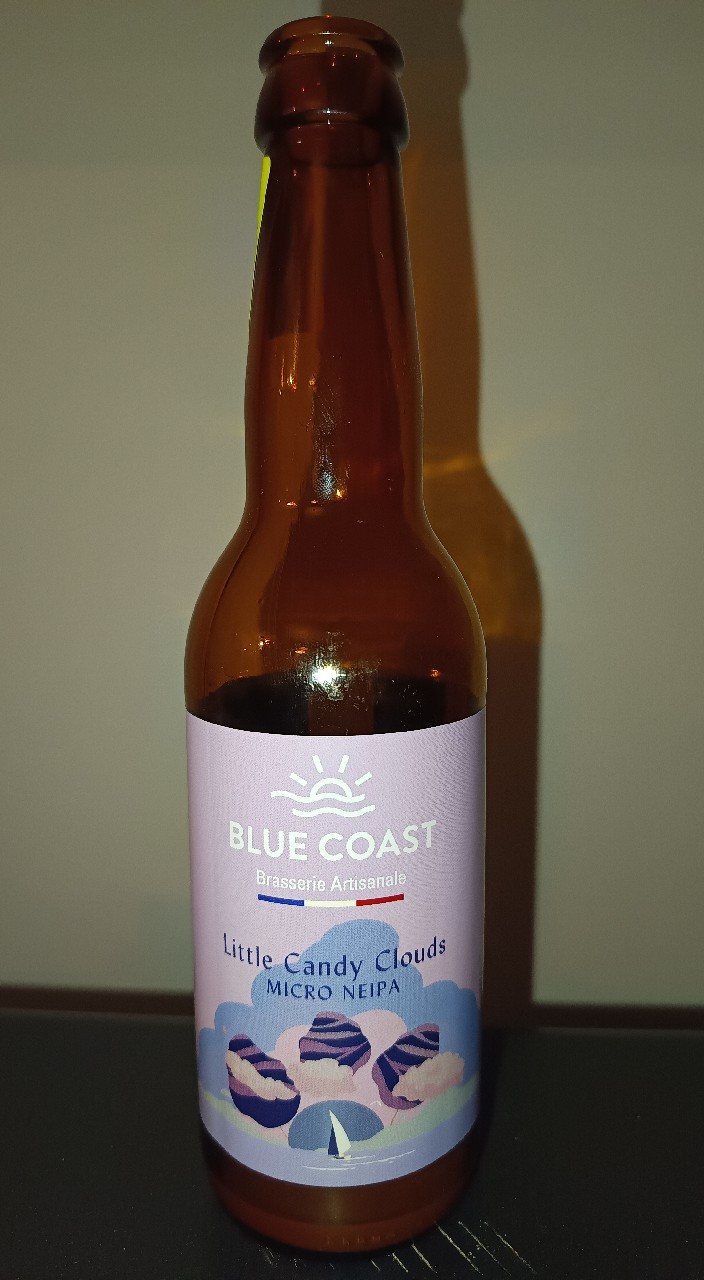 BLUE COAST
Brasserie Artisanale
Little Candy Clouds
MICRO NEIPA